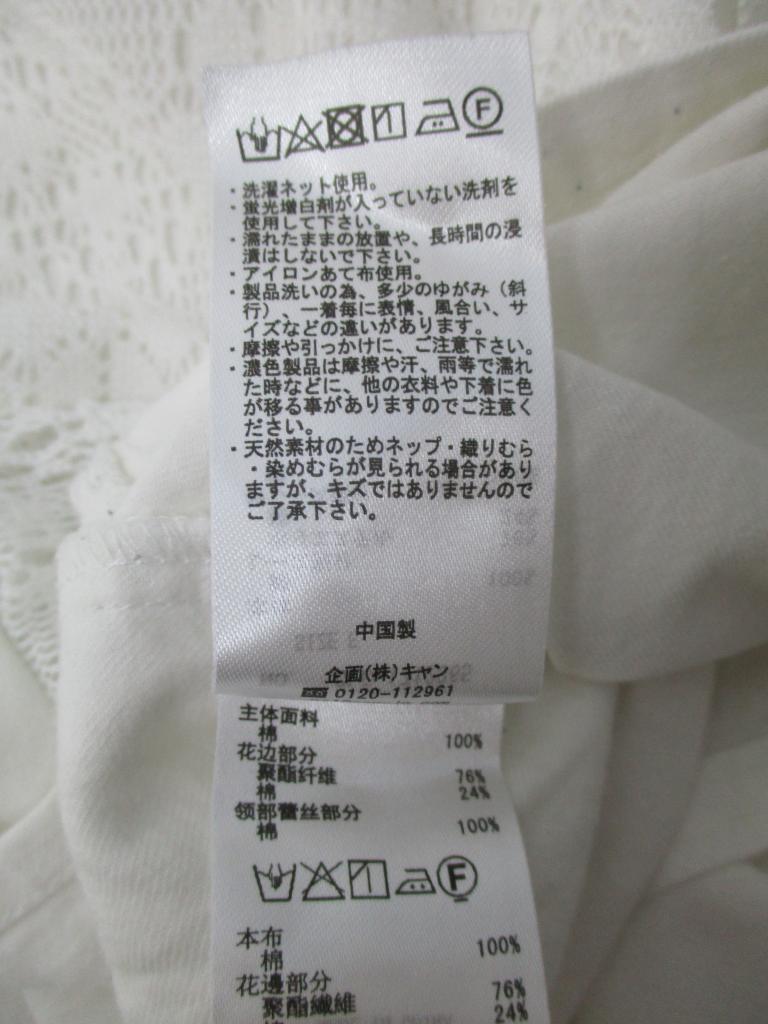 F
・洗濯ネット使用。
・蛍光増白剤が入っていない洗剤を
使用して下さい。
・濡れたままの放置や、長時間の浸
漬はしないで下さい。
・アイロンあて布使用。
・製品洗いの為、多少のゆがみ（斜
行）、一着毎に表情、風合い、サ
イズなどの違いがあります。
・摩擦や引っかけに、ご注意下さい。
・濃色製品は摩擦や汗、雨等で濡れ
た時などに、他の衣料や下着に色
が移る事がありますのでご注意く
ださい。
・天然素材のためネップ・織りむら
・染めむらが見られる場合があり
ますが、キズではありませんので
ご了承下さい。
中国製
企画(株)キャン
0120-112961
主体面料
棉 100%
花边部分
聚酯纤维 76%
棉 24%
领部蕾丝部分
棉 100%
F
本布
棉 100%
花邊部分
聚酯纖維 76%
24%